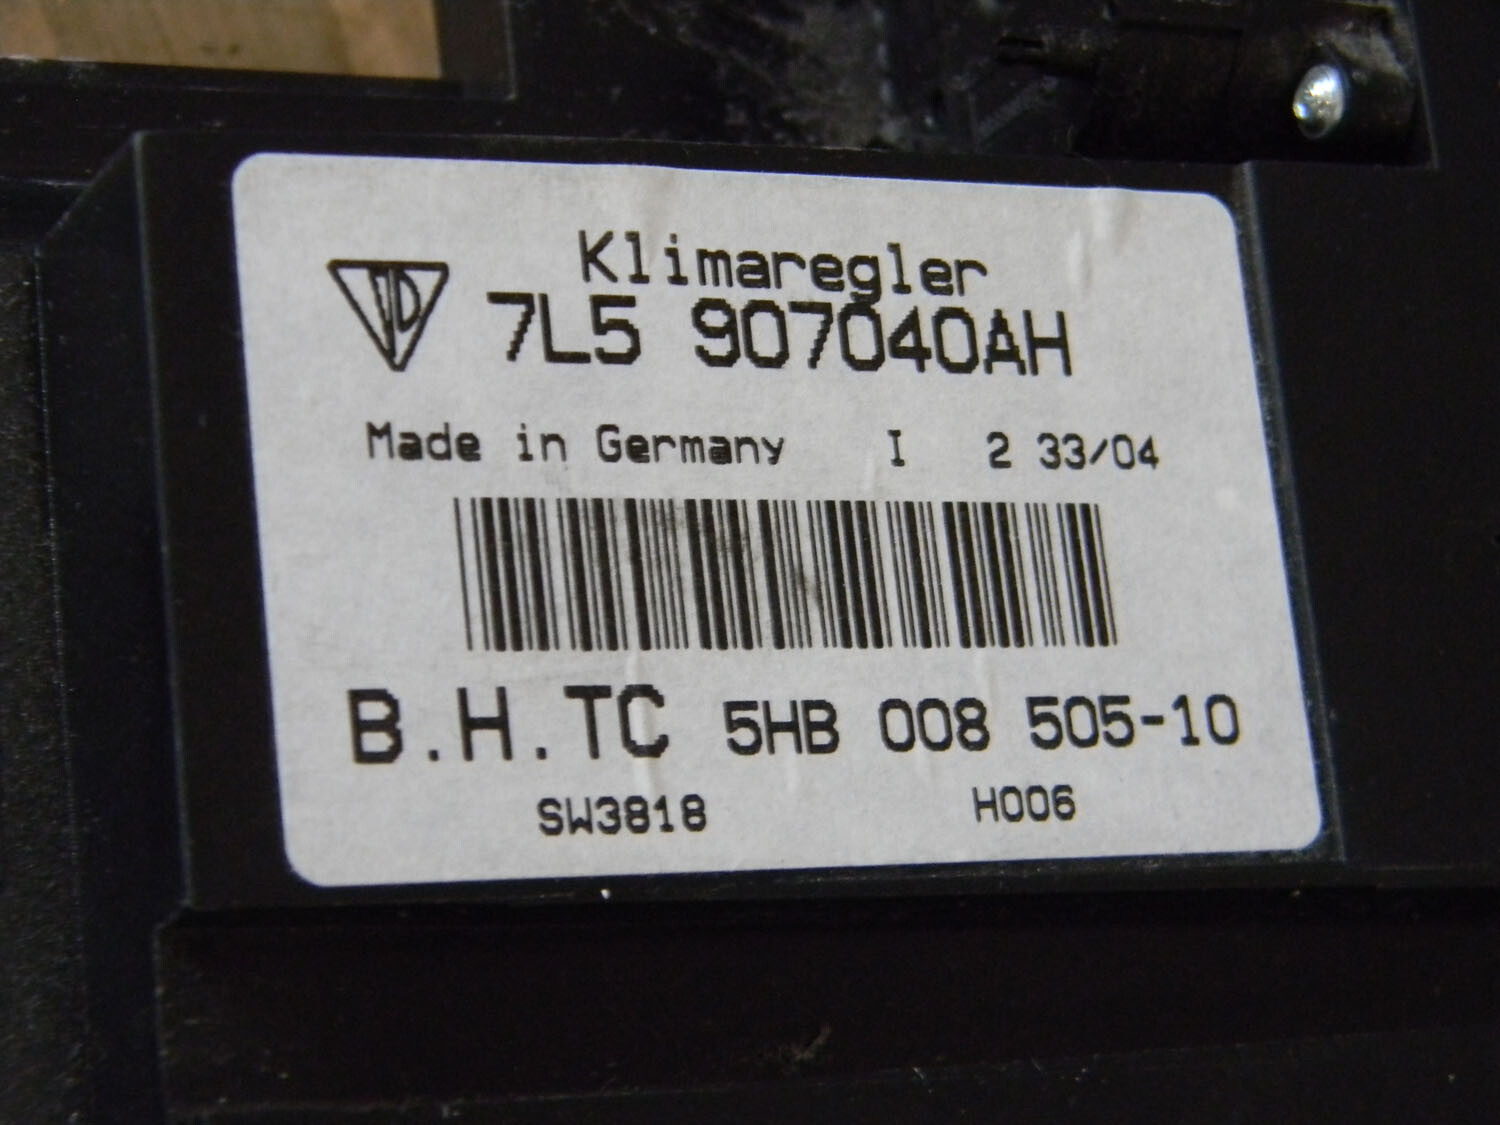 Klimaregler
7L5 907040AH
Made in Germany I 2 33/04
B.H.TC 5HB 008 505-10
SW3818 H006